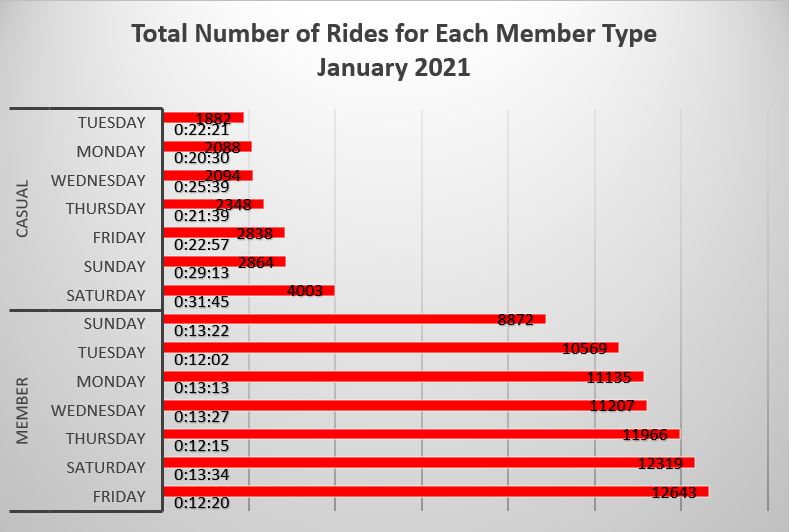 Total Number of Rides for Each Member Type
January 2021
CASUAL
TUESDAY 1882
0:22:21
MONDAY 2088
0:20:30
WEDNESDAY 2094
0:25:39
THURSDAY 2348
0:21:39
FRIDAY 2838
0:22:57
SUNDAY 2864
0:29:13
SATURDAY 4003
0:31:45
MEMBER
SUNDAY 8872
0:13:22
TUESDAY 10569
0:12:02
MONDAY 11135
0:13:13
WEDNESDAY 11207
0:13:27
THURSDAY 11966
0:12:15
SATURDAY 12319
0:13:34
FRIDAY 12643
0:12:20